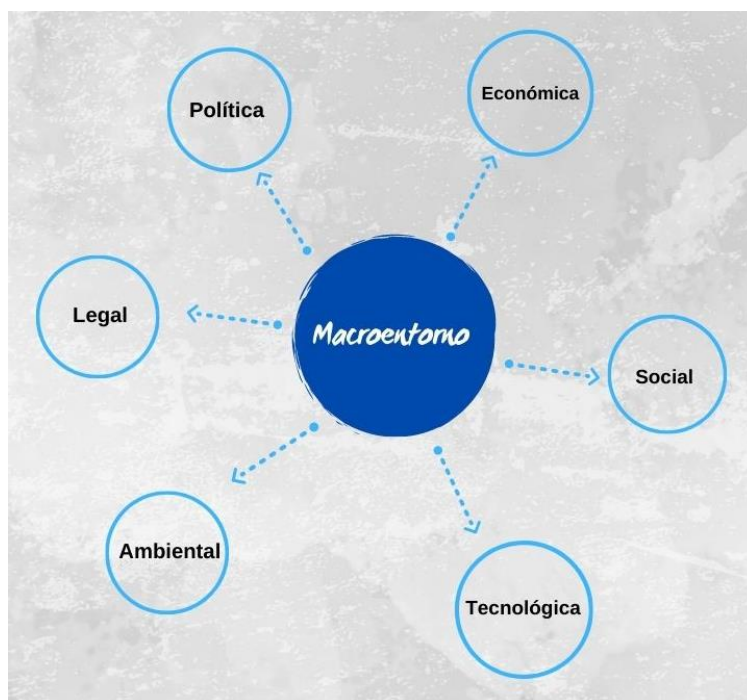 Política
Económica
Legal
Macroentorno
Social
Ambiental
Tecnológica